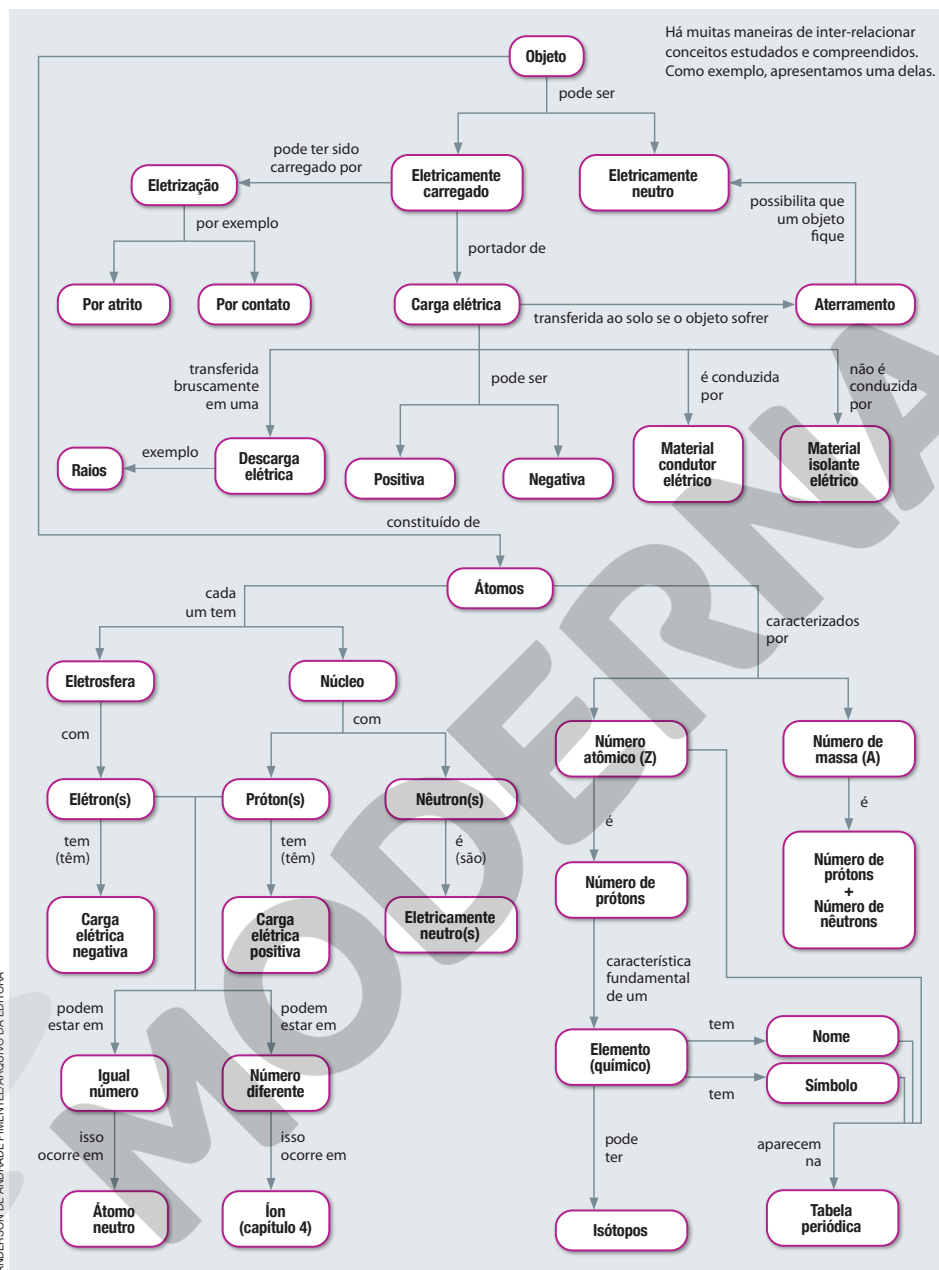 Há muitas maneiras de inter-relacionar
conceitos estudados e compreendidos.
Como exemplo, apresentamos uma delas.
Objeto
pode ser
pode ter sido
carregado por
Eletrização
Eletricamente
carregado
Eletricamente
neutro
possibilita que
um objeto
fique
por exemplo
portador de
Por atrito
Por contato
Carga elétrica
transferida ao solo se o objeto sofrer
Aterramento
transferida
bruscamente
em uma
pode ser
é conduzida
por
não é
conduzida
por
Raios
exemplo
Descarga
elétrica
Positiva
Negativa
Material
condutor
elétrico
Material
isolante
elétrico
constituído de
Átomos
cada
um tem
caracterizados
por
Eletrosfera
Núcleo
com
com
Número
atômico (Z)
Número de
massa (A)
Elétron(s)
Próton(s)
Nêutron(s)
é
é
tem
(têm)
tem
(têm)
é
(são)
Carga
elétrica
negativa
Carga
elétrica
positiva
Eletricamente
neutro(s)
Número de
prótons
Número de
prótons
+
Número de
nêutrons
característica
fundamental
de um
podem
estar em
podem
estar em
Igual
número
Número
diferente
Elemento
(químico)
tem
Nome
tem
Símbolo
isso
ocorre em
isso
ocorre em
pode
ter
aparecem
na
Átomo
neutro
Íon
(capítulo 4)
Isótopos
Tabela
periódica
ANDERSON DE ANDRADE PIMENTEL/ARQUIVO DA EDITORA
MODERNA